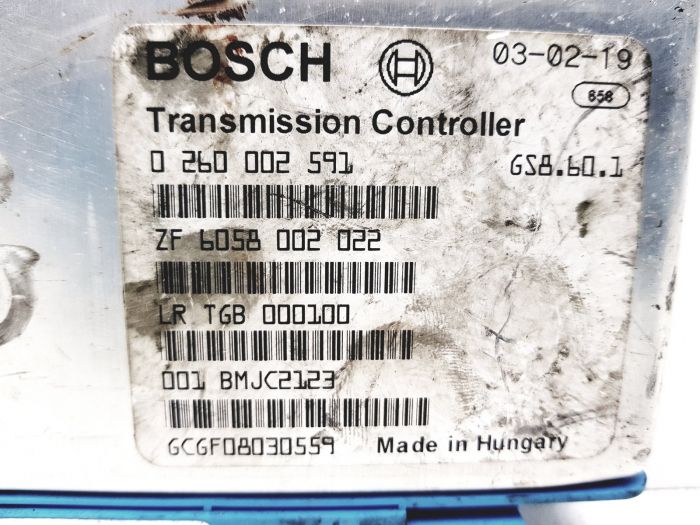 BOSCH 03-02-19
858
Transmission Controller
0 260 002 591 GS8.60.1
ZF 6058 002 022
LR TGB 000100
001 BMJC2123
GCGF08030559 Made in Hungary